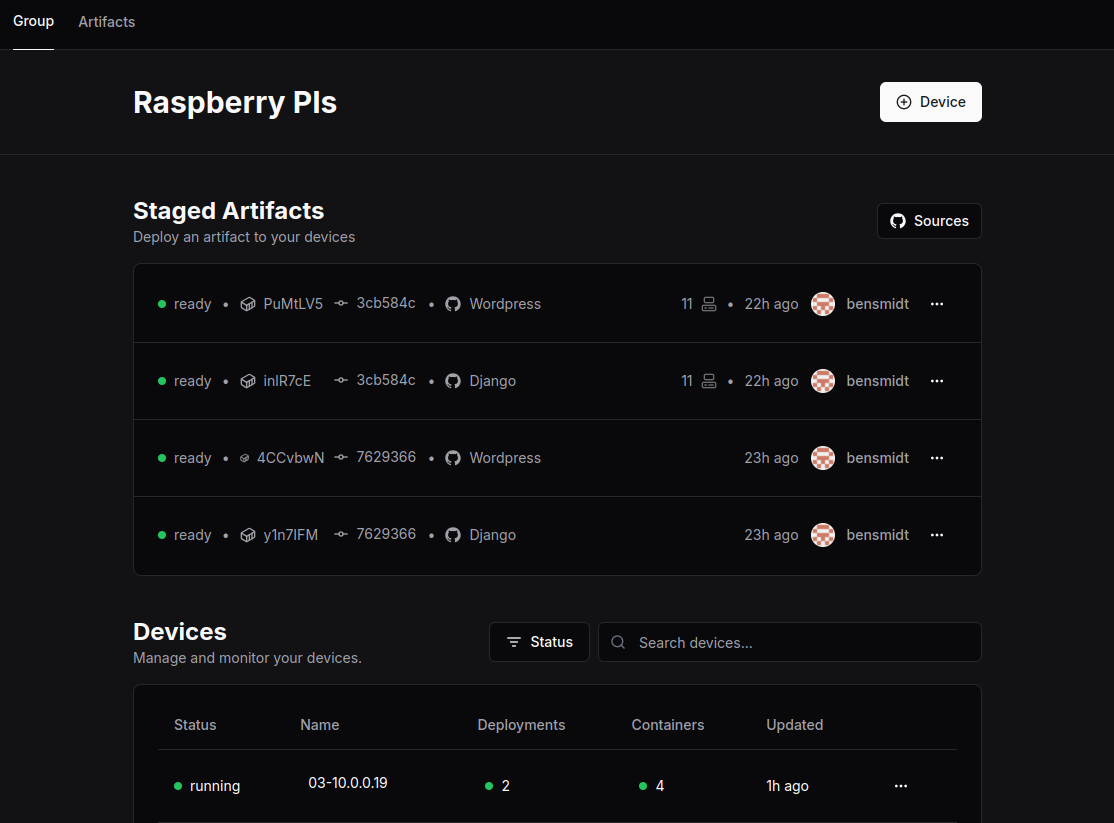 Group Artifacts
Raspberry PIs
Device
Staged Artifacts
Deploy an artifact to your devices
Sources
ready • PuMtLV5 3cb584c • Wordpress 11 • 22h ago bensmidt ...
ready • inIR7cE 3cb584c • Django 11 • 22h ago bensmidt ...
ready • 4CCvbwN 7629366 • Wordpress 23h ago bensmidt ...
ready • y1n7IFM 7629366 • Django 23h ago bensmidt ...
Devices
Manage and monitor your devices.
Status
Search devices...
Status Name Deployments Containers Updated
running 03-10.0.0.19 2 4 1h ago ...